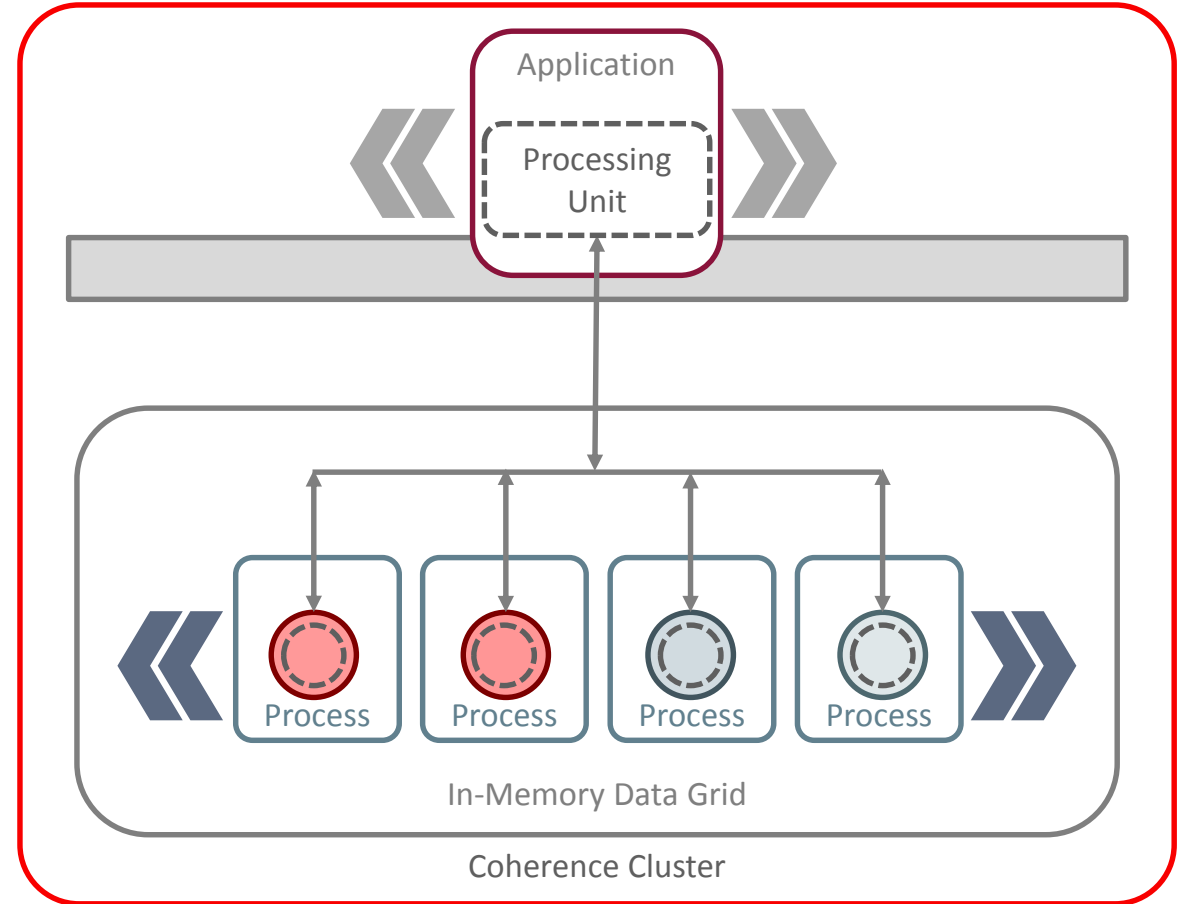 Application
Processing
Unit
Process
Process
Process
Process
In-Memory Data Grid
Coherence Cluster